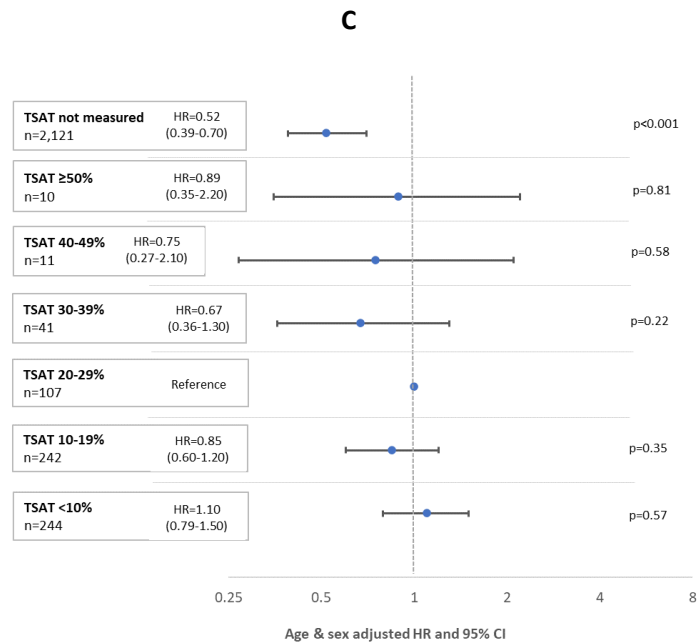 C
TSAT not measured HR=0.52
n=2,121 (0.39-0.70)
p<0.001
TSAT ≥50% HR=0.89
n=10 (0.35-2.20)
p=0.81
TSAT 40-49% HR=0.75
n=11 (0.27-2.10)
p=0.58
TSAT 30-39% HR=0.67
n=41 (0.36-1.30)
p=0.22
TSAT 20-29%
n=107
Reference
TSAT 10-19% HR=0.85
n=242 (0.60-1.20)
p=0.35
TSAT <10% HR=1.10
n=244 (0.79-1.50)
p=0.57
0.25 0.5 1 2 4 8
Age & sex adjusted HR and 95% CI